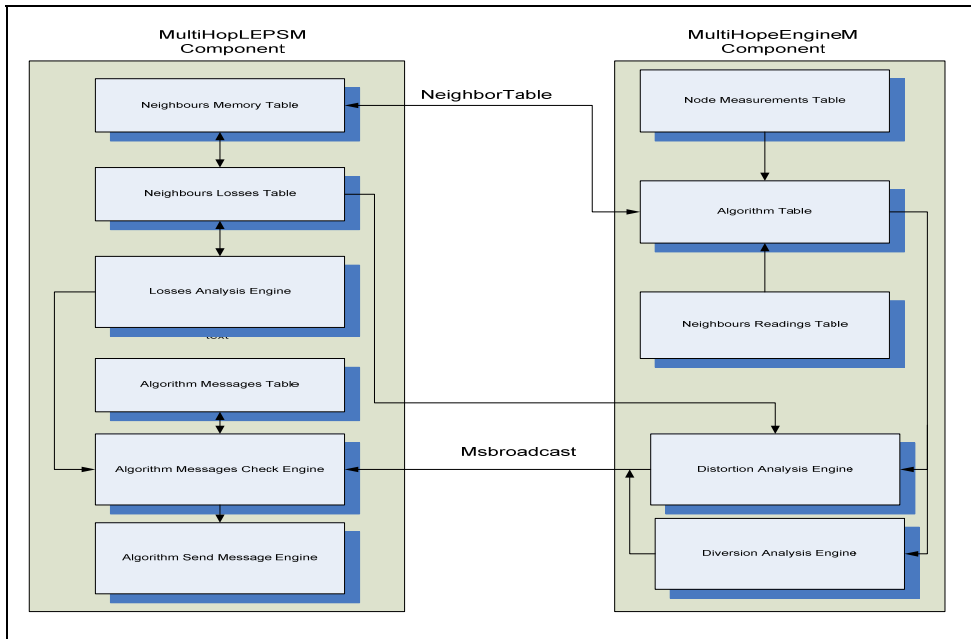 MultiHopLEPSM
Component
Neighbours Memory Table
Neighbours Losses Table
Losses Analysis Engine
text
Algorithm Messages Table
Algorithm Messages Check Engine
Algorithm Send Message Engine
NeighborTable
Msbroadcast
MultiHopeEngineM
Component
Node Measurements Table
Algorithm Table
Neighbours Readings Table
Distortion Analysis Engine
Diversion Analysis Engine